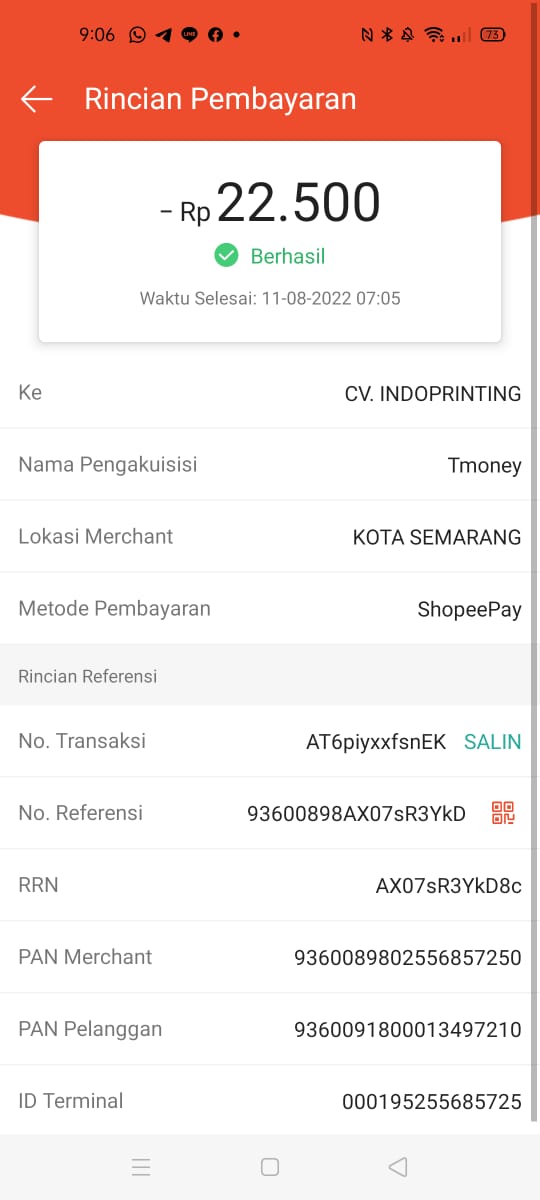 9:06
73
Rincian Pembayaran
- Rp 22.500
Berhasil
Waktu Selesai: 11-08-2022 07:05
Ke CV. INDOPRINTING
Nama Pengakuisisi Tmoney
Lokasi Merchant KOTA SEMARANG
Metode Pembayaran ShopeePay
Rincian Referensi
No. Transaksi AT6piyxxfsnEK SALIN
No. Referensi 93600898AX07sR3YkD
RRN AX07sR3YkD8c
PAN Merchant 9360089802556857250
PAN Pelanggan 9360091800013497210
ID Terminal 000195255685725